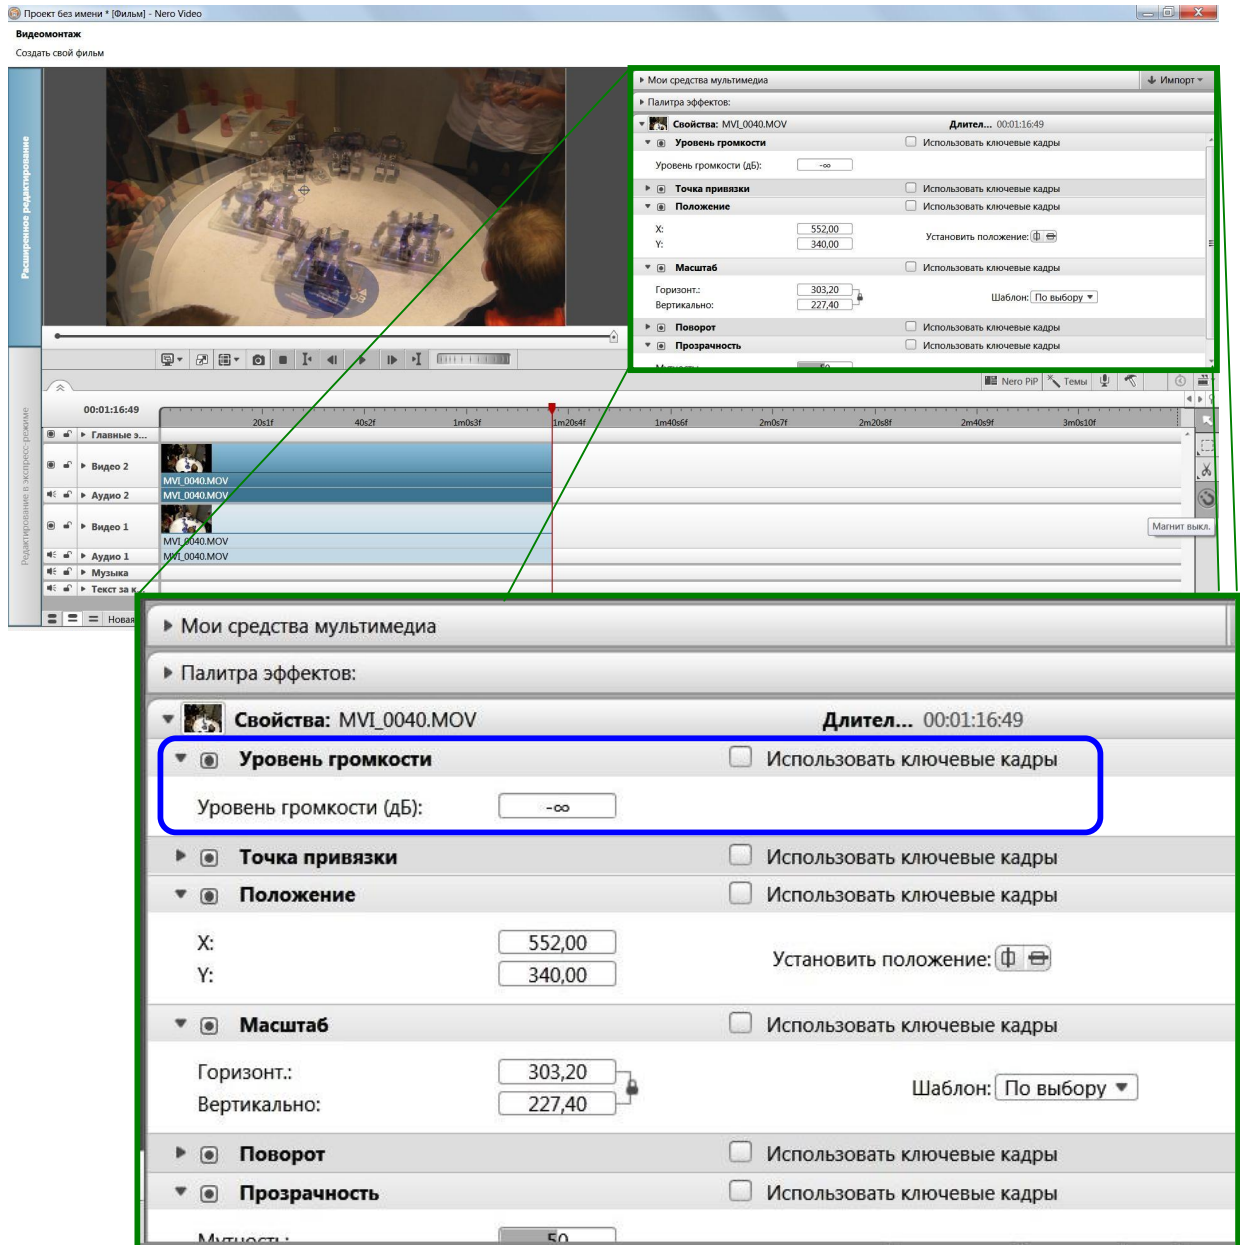 Проект без имени * [Фильм] - Nero Video
Видеомонтаж
Создать свой фильм
Расширенное редактирование
Редактирование в экспресс-режиме
Мои средства мультимедиа
Импорт
Палитра эффектов:
Свойства: MVI_0040.MOV Длител... 00:01:16:49
Уровень громкости Использовать ключевые кадры
Уровень громкости (дБ): -∞
Точка привязки Использовать ключевые кадры
Положение Использовать ключевые кадры
X: 552,00
Y: 340,00
Установить положение:
Масштаб Использовать ключевые кадры
Горизонт.: 303,20
Вертикально: 227,40
Шаблон: По выбору
Поворот Использовать ключевые кадры
Прозрачность Использовать ключевые кадры
Мутность: 50
Nero PiP Темы
00:01:16:49
20s1f 40s2f 1m0s3f 1m20s4f 1m40s6f 2m0s7f 2m20s8f 2m40s9f 3m0s10f
Главные э...
Видео 2
MVI_0040.MOV
Аудио 2 MVI_0040.MOV
Видео 1
MVI_0040.MOV
Аудио 1 MVI_0040.MOV
Музыка
Текст за к...
Магнит выкл.
Новая
Мои средства мультимедиа
Палитра эффектов:
Свойства: MVI_0040.MOV Длител... 00:01:16:49
Уровень громкости Использовать ключевые кадры
Уровень громкости (дБ): -∞
Точка привязки Использовать ключевые кадры
Положение Использовать ключевые кадры
X: 552,00
Y: 340,00
Установить положение:
Масштаб Использовать ключевые кадры
Горизонт.: 303,20
Вертикально: 227,40
Шаблон: По выбору
Поворот Использовать ключевые кадры
Прозрачность Использовать ключевые кадры
Мутность: 50